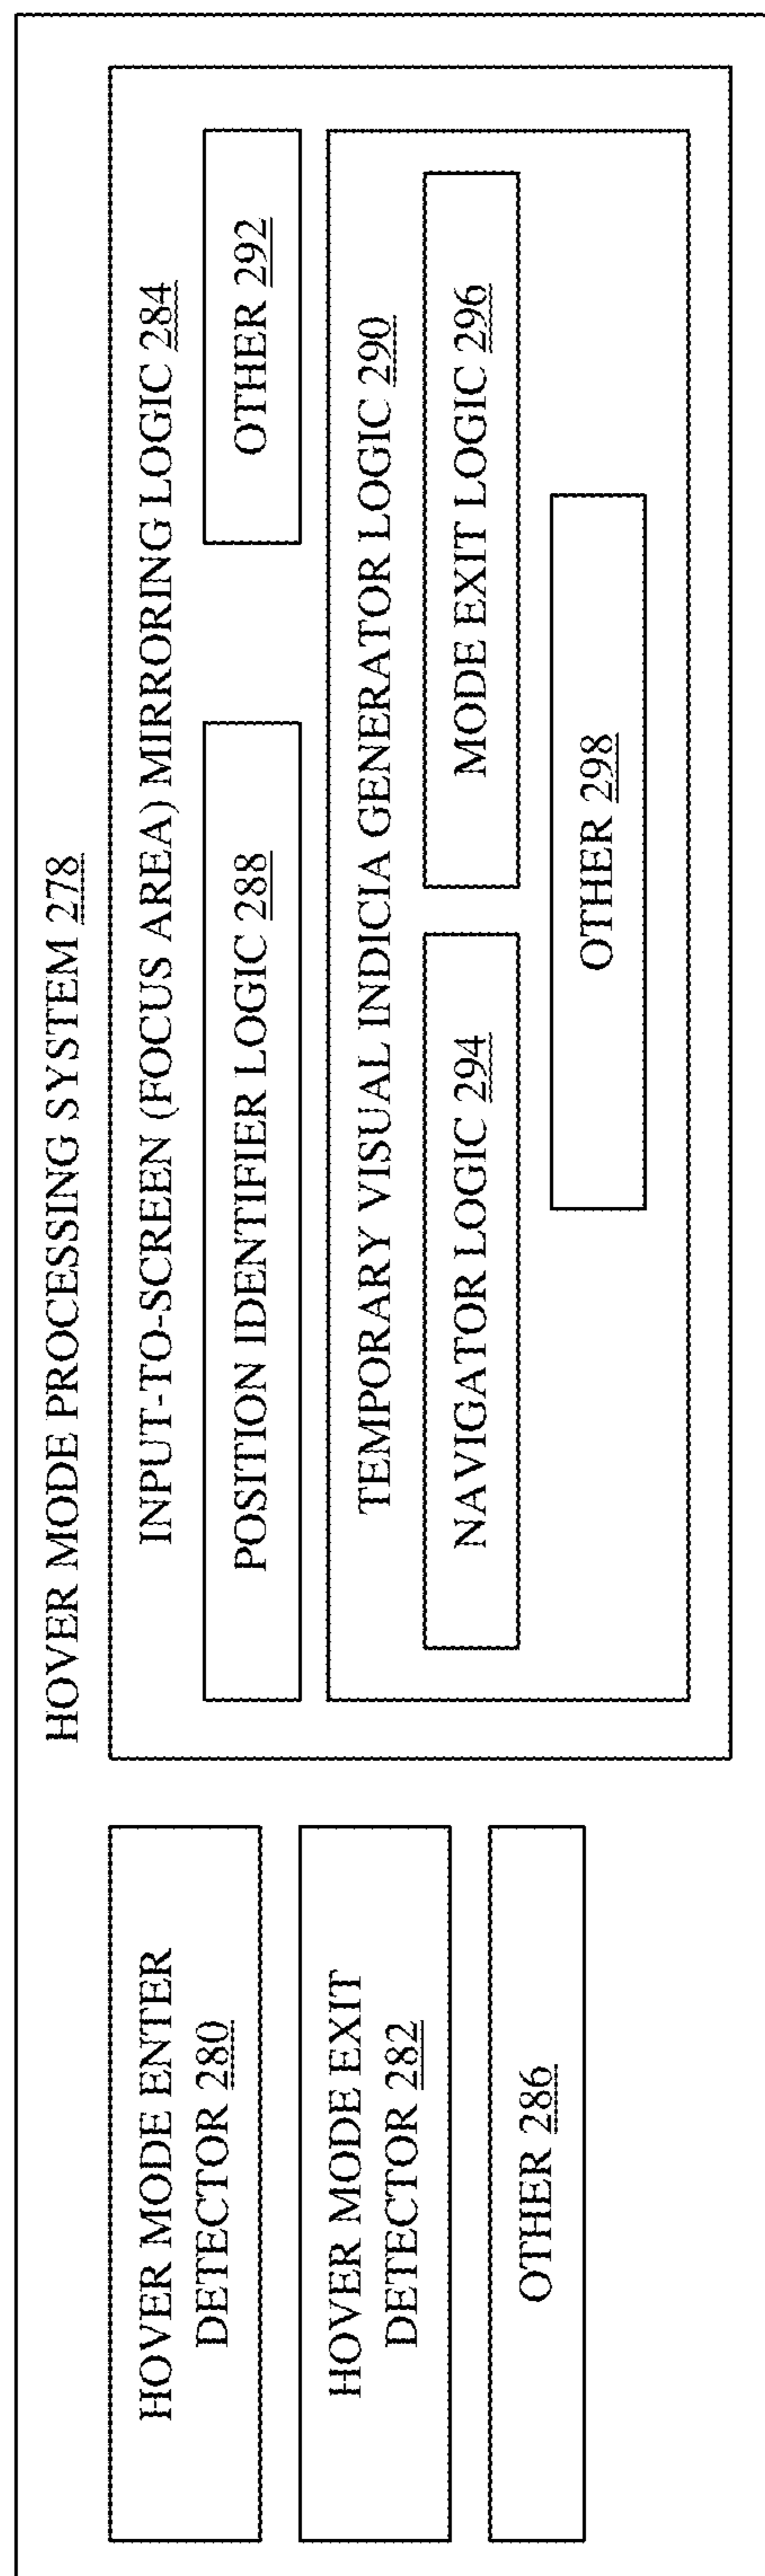 HOVER MODE PROCESSING SYSTEM 278
HOVER MODE ENTER
DETECTOR 280
HOVER MODE EXIT
DETECTOR 282
OTHER 286
INPUT-TO-SCREEN (FOCUS AREA) MIRRORING LOGIC 284
POSITION IDENTIFIER LOGIC 288
OTHER 292
TEMPORARY VISUAL INDICIA GENERATOR LOGIC 290
NAVIGATOR LOGIC 294
MODE EXIT LOGIC 296
OTHER 298